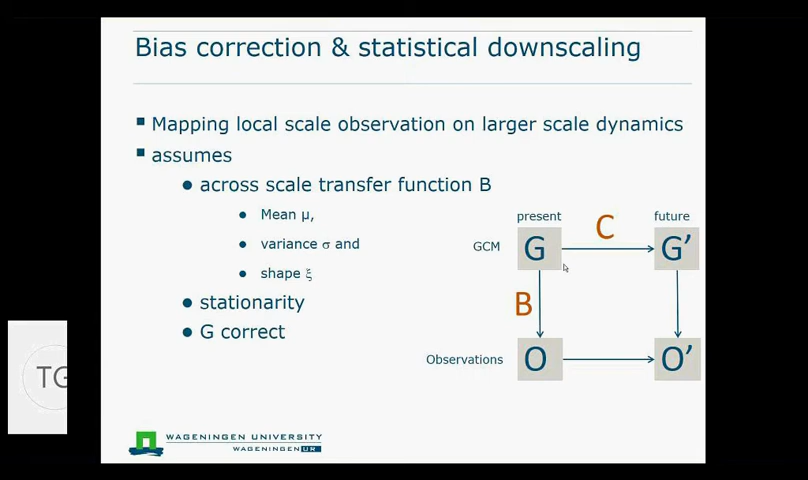 Bias correction & statistical downscaling
Mapping local scale observation on larger scale dynamics
assumes
across scale transfer function B
Mean μ,
variance σ and
shape ξ
stationarity
G correct
present
future
C
GCM
G
G’
B
Observations
O
O’
TG
WAGENINGEN UNIVERSITY
WAGENINGEN UR